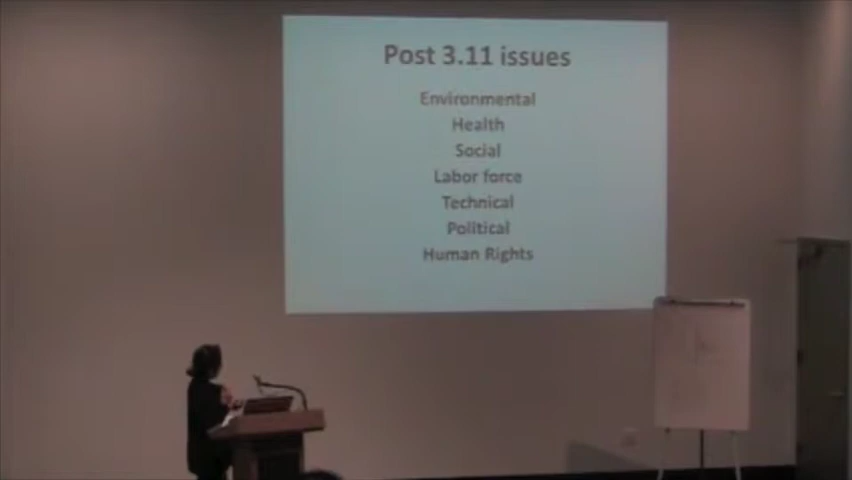 Post 3.11 issues
Environmental
Health
Social
Labor force
Technical
Political
Human Rights